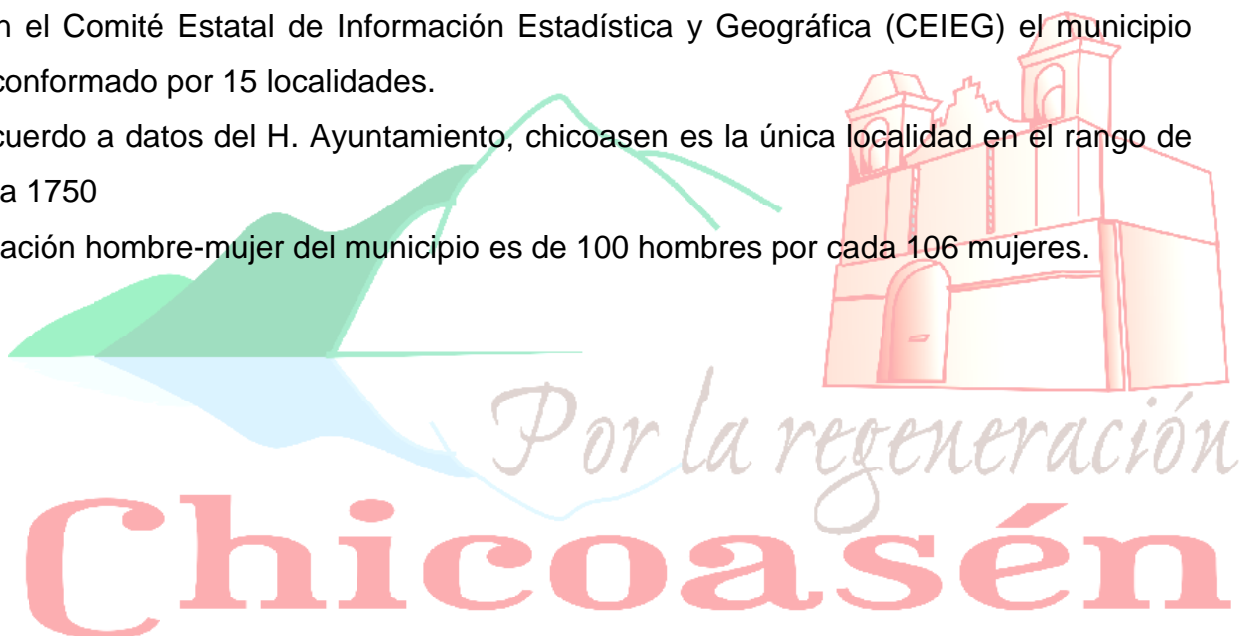 n el Comité Estatal de Información Estadística y Geográfica (CEIEG) el municipio
conformado por 15 localidades.
cuerdo a datos del H. Ayuntamiento, chicoasen es la única localidad en el rango de
a 1750
ación hombre-mujer del municipio es de 100 hombres por cada 106 mujeres.
Por la regeneración
Chicoasén